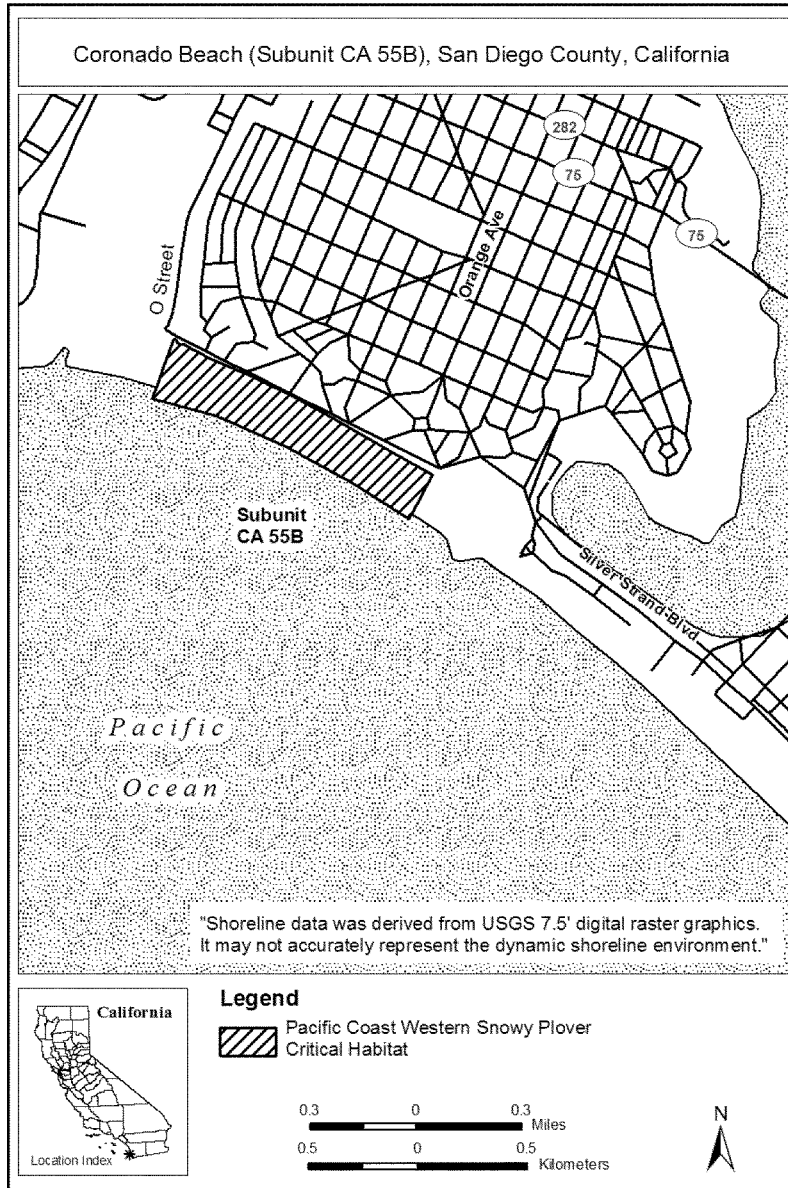 Coronado Beach (Subunit CA 55B), San Diego County, California
282
75
75
O Street
Orange Ave
Subunit
CA 55B
Silver Strand Blvd
Pacific
Ocean
"Shoreline data was derived from USGS 7.5' digital raster graphics.
It may not accurately represent the dynamic shoreline environment."
California
Location Index
Legend
Pacific Coast Western Snowy Plover
Critical Habitat
0.3 0 0.3
Miles
0.5 0 0.5
Kilometers
N